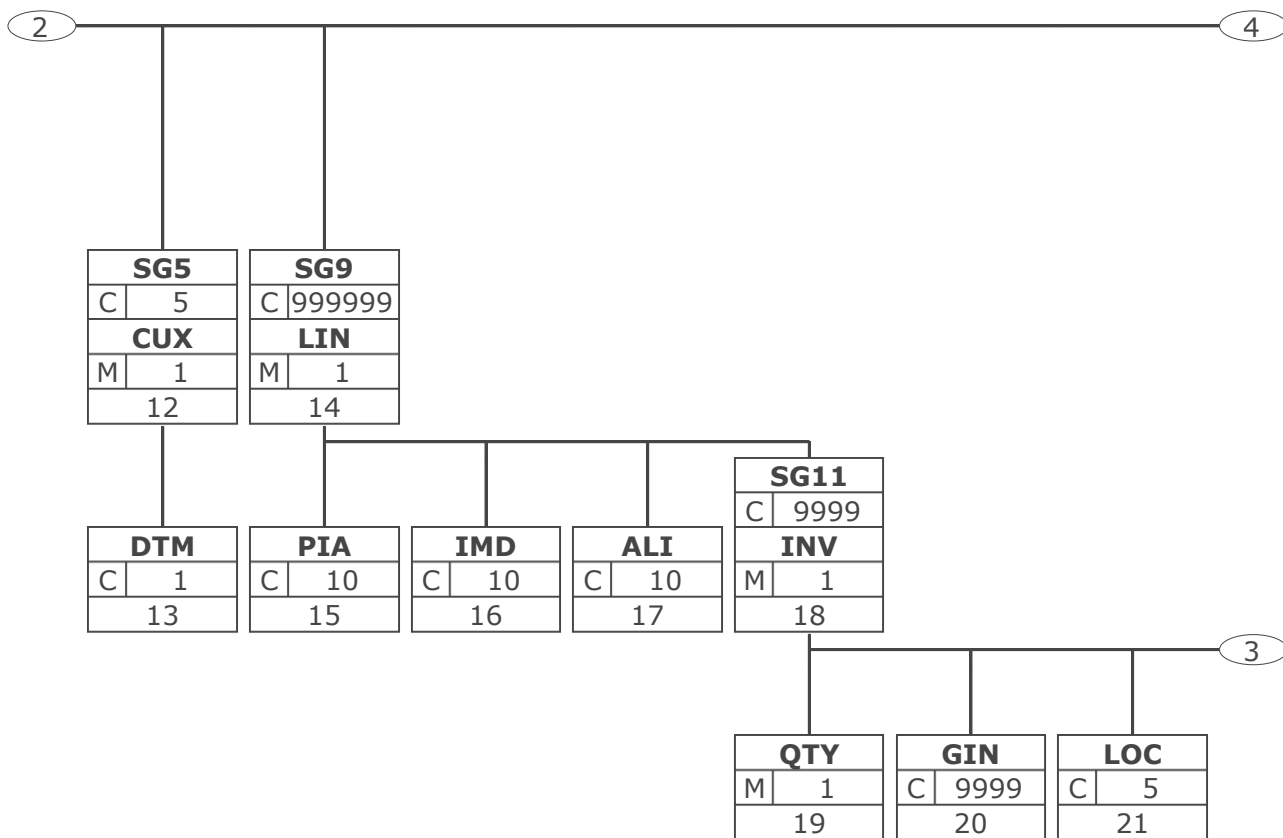 2 4
SG5 SG9
C 5 C 999999
CUX LIN
M 1 M 1
12 14
SG11
C 9999
DTM PIA IMD ALI INV
C 1 C 10 C 10 C 10 M 1
13 15 16 17 18
3
QTY GIN LOC
M 1 C 9999 C 5
19 20 21